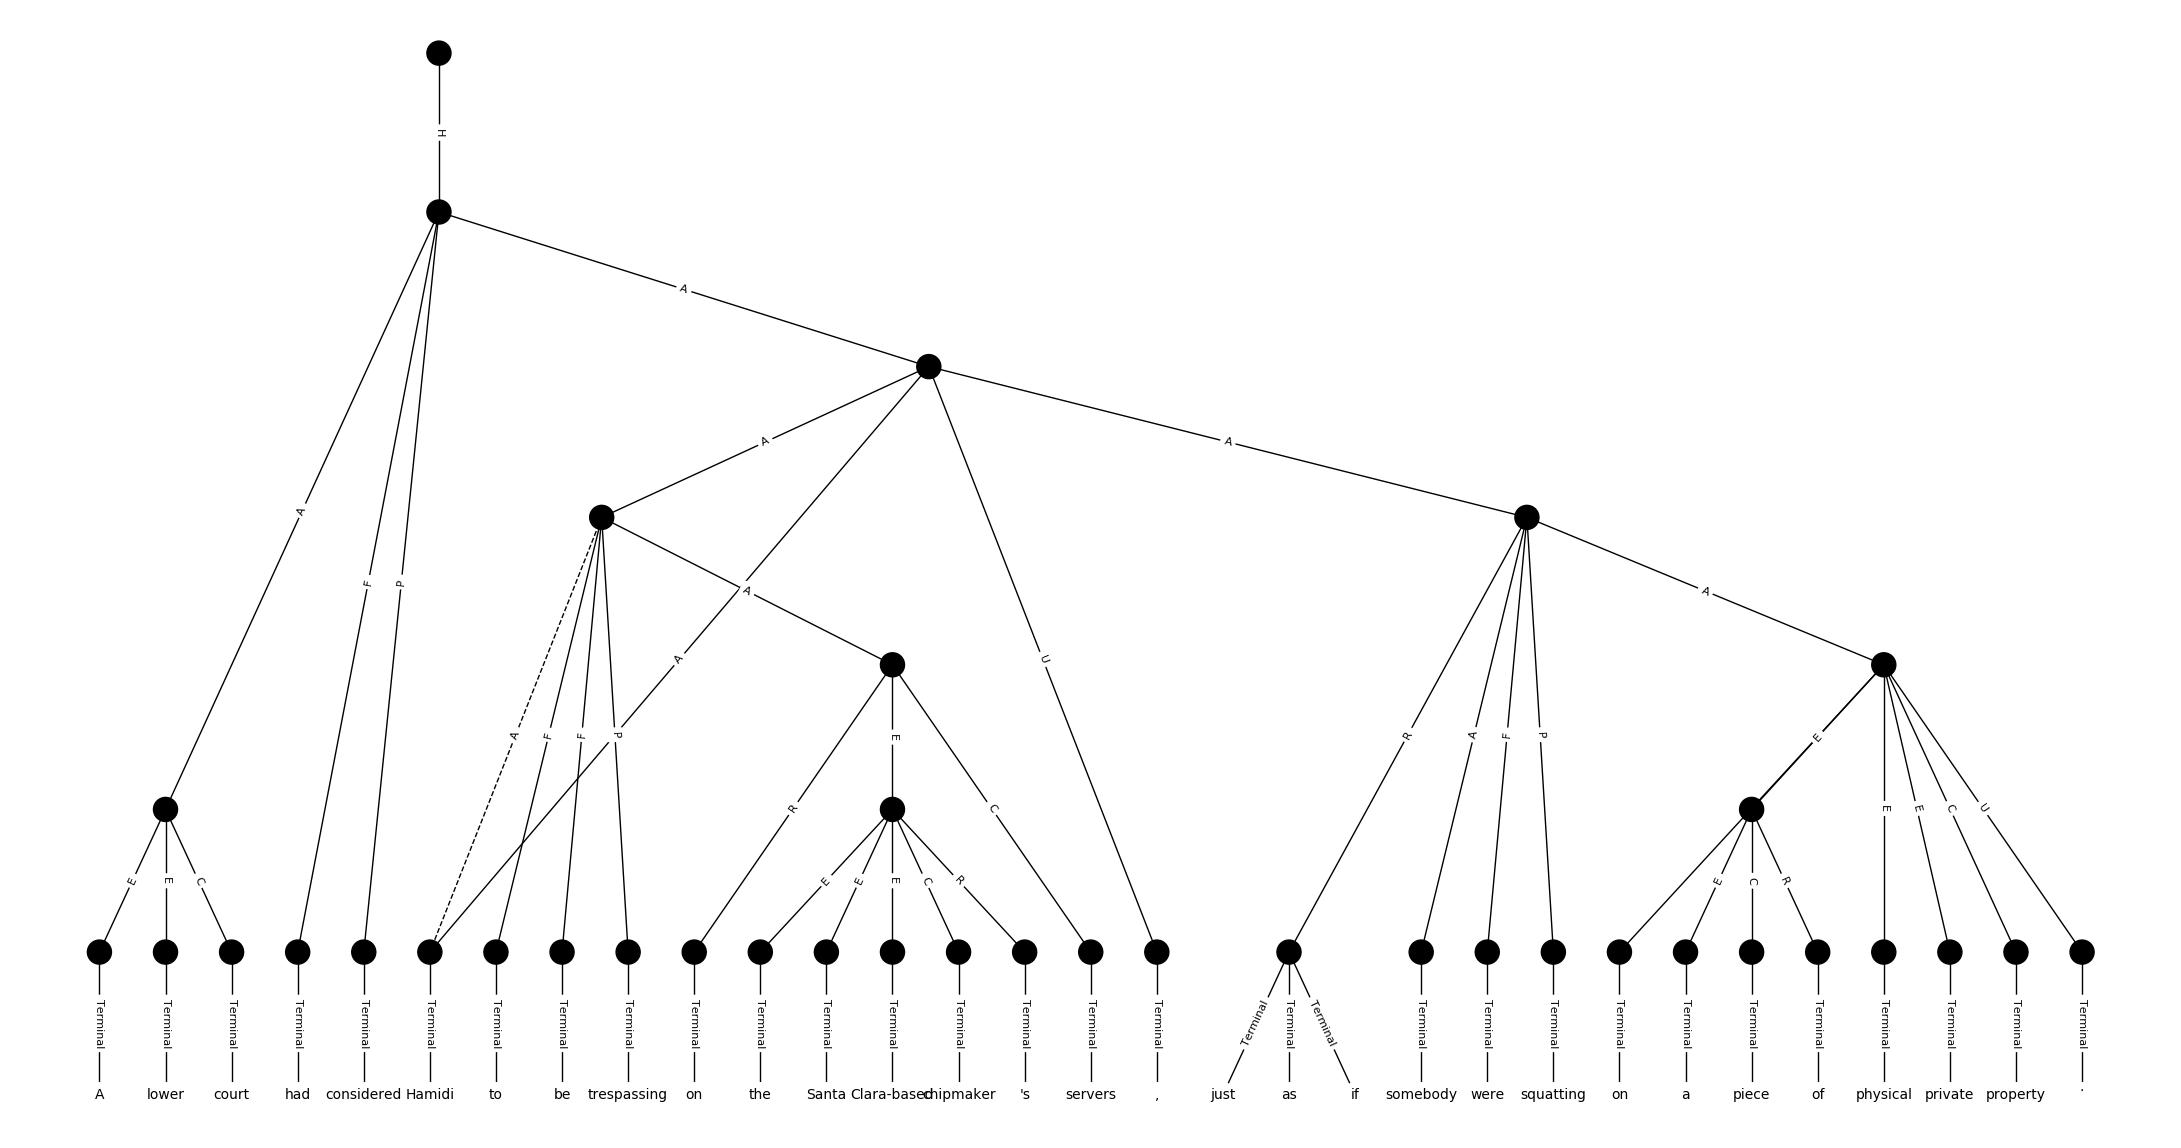 H
A
A
A
A
F
P
A
A
A
A
U
A
F
F
P
E
R
A
F
P
E
R
C
E
E
C
U
E
E
C
E
E
E
C
R
E
C
R
Terminal Terminal Terminal Terminal Terminal Terminal Terminal Terminal Terminal Terminal Terminal Terminal Terminal Terminal Terminal Terminal Terminal Terminal Terminal Terminal Terminal Terminal Terminal Terminal Terminal Terminal Terminal Terminal Terminal Terminal Terminal
A lower court had considered Hamidi to be trespassing on the Santa Clara-based chipmaker 's servers , just as if somebody were squatting on a piece of physical private property .